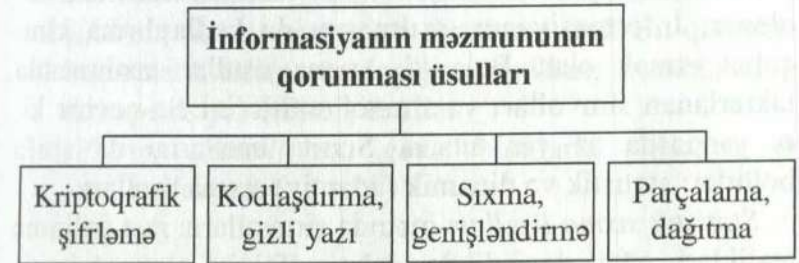 İnformasiyanın məzmununun
qorunması üsulları
Kriptoqrafik
şifrləmə
Kodlaşdırma,
gizli yazı
Sıxma,
genişləndirmə
Parçalama,
dağıtma